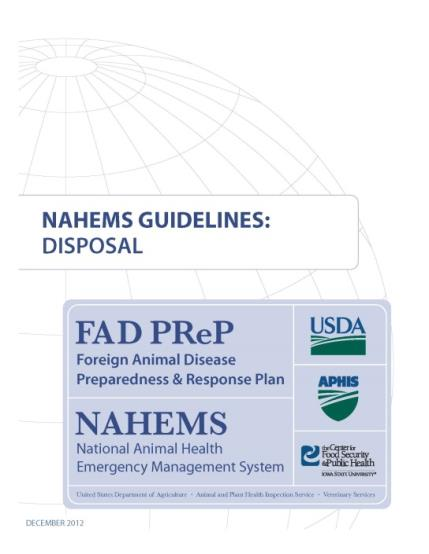 NAHEMS GUIDELINES:
DISPOSAL
FAD PReP
Foreign Animal Disease
Preparedness & Response Plan
NAHEMS
National Animal Health
Emergency Management System
USDA
APHIS
the Center for
Food Security
& Public Health
IOWA STATE UNIVERSITY®
United States Department of Agriculture • Animal and Plant Health Inspection Service • Veterinary Services
DECEMBER 2012